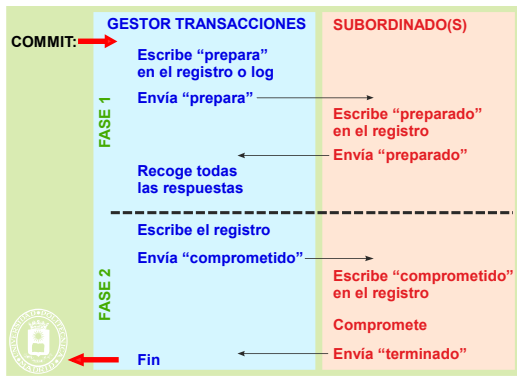 GESTOR TRANSACCIONES
SUBORDINADO(S)
COMMIT:
Escribe “prepara”
en el registro o log
Envía “prepara”
FASE 1
Escribe “preparado”
en el registro
Envía “preparado”
Recoge todas
las respuestas
Escribe el registro
Envía “comprometido”
FASE 2
Escribe “comprometido”
en el registro
Compromete
Envía “terminado”
Fin